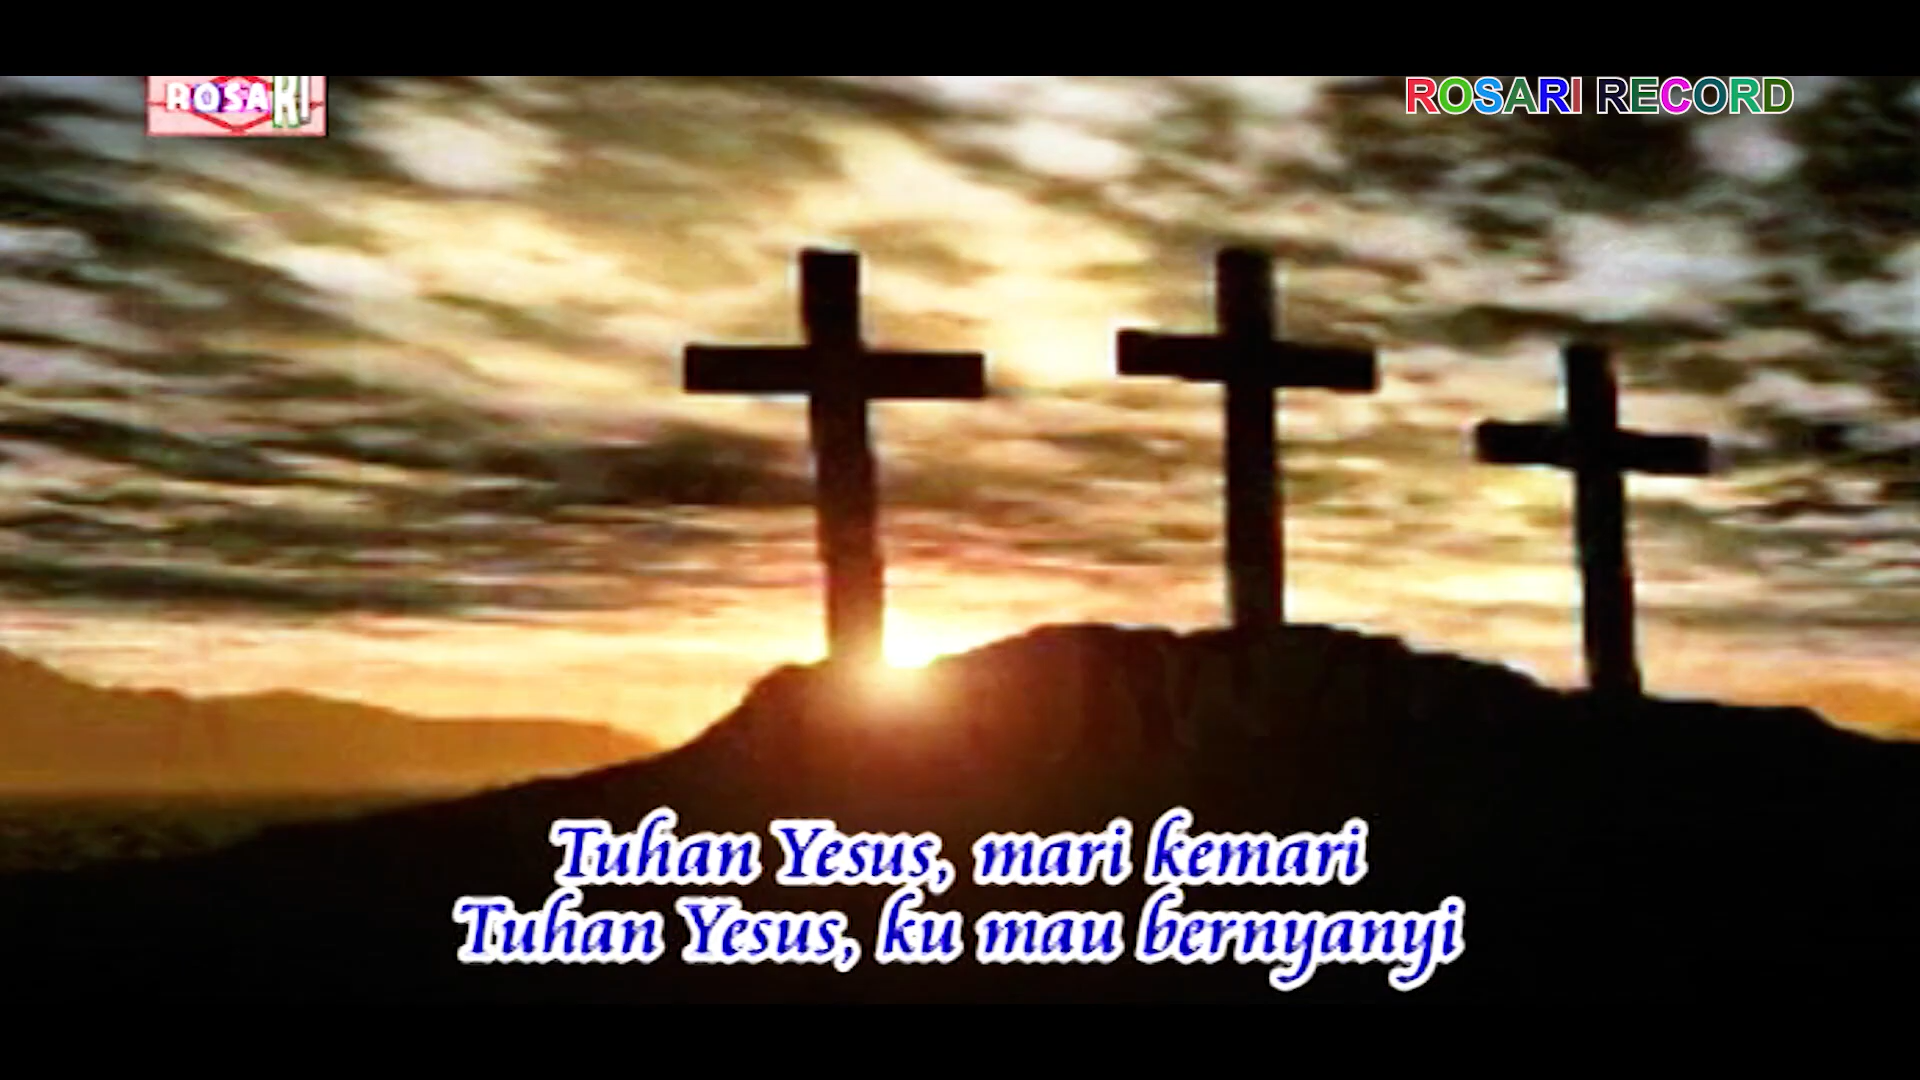 ROSARI
ROSARI RECORD
Tuhan Yesus, mari kemari
Tuhan Yesus, ku mau bernyanyi